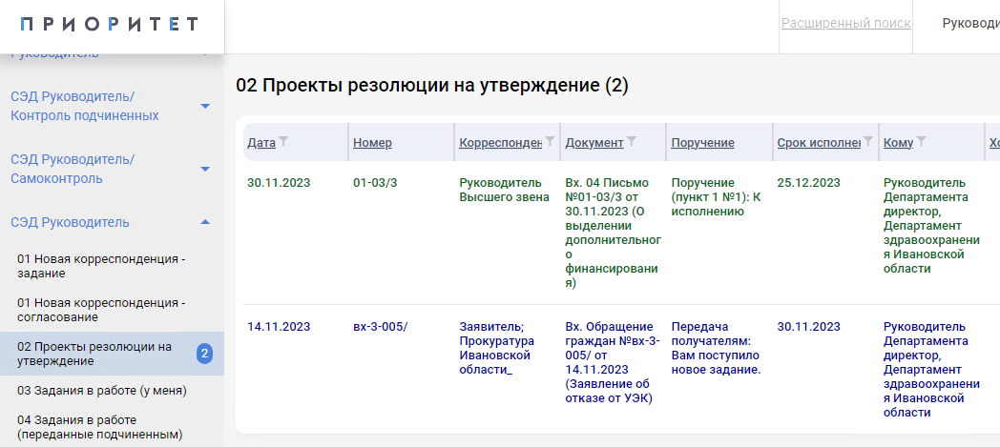 ПРИОРИТЕТ
Расширенный поиск
Руководи
Руководитель
СЭД Руководитель/
Контроль подчиненных
СЭД Руководитель/
Самоконтроль
СЭД Руководитель
01 Новая корреспонденция -
задание
01 Новая корреспонденция -
согласование
02 Проекты резолюции на
утверждение
2
03 Задания в работе (у меня)
04 Задания в работе
(переданные подчиненным)
02 Проекты резолюции на утверждение (2)
Дата
Номер
Корреспонден
Документ
Поручение
Срок исполнен
Кому
Хо
30.11.2023
01-03/3
Руководитель
Высшего звена
Вх. 04 Письмо
№01-03/3 от
30.11.2023 (О
выделении
дополнительног
о
финансировани
я)
Поручение
(пункт 1 №1): К
исполнению
25.12.2023
Руководитель
Департамента
директор,
Департамент
здравоохранени
я Ивановской
области
14.11.2023
вх-3-005/
Заявитель;
Прокуратура
Ивановской
области_
Вх. Обращение
граждан №вх-3-
005/ от
14.11.2023
(Заявление об
отказе от УЭК)
Передача
получателям:
Вам поступило
новое задание.
30.11.2023
Руководитель
Департамента
директор,
Департамент
здравоохранени
я Ивановской
области